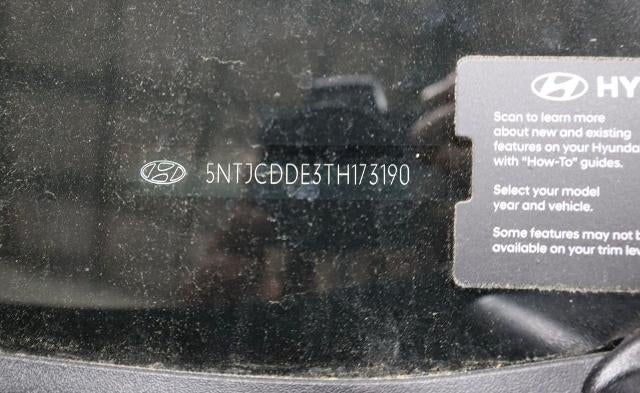 5NTJCDDE3TH173190
HY
Scan to learn more
about new and existing
features on your Hyunda
with "How-To" guides.
Select your model
year and vehicle.
Some features may not b
available on your trim lev